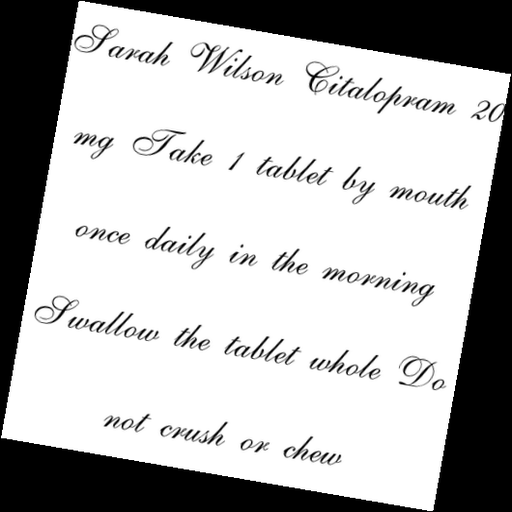 Sarah Wilson Citalopram 20
mg Take 1 tablet by mouth
once daily in the morning
Swallow the tablet whole Do
not crush or chew